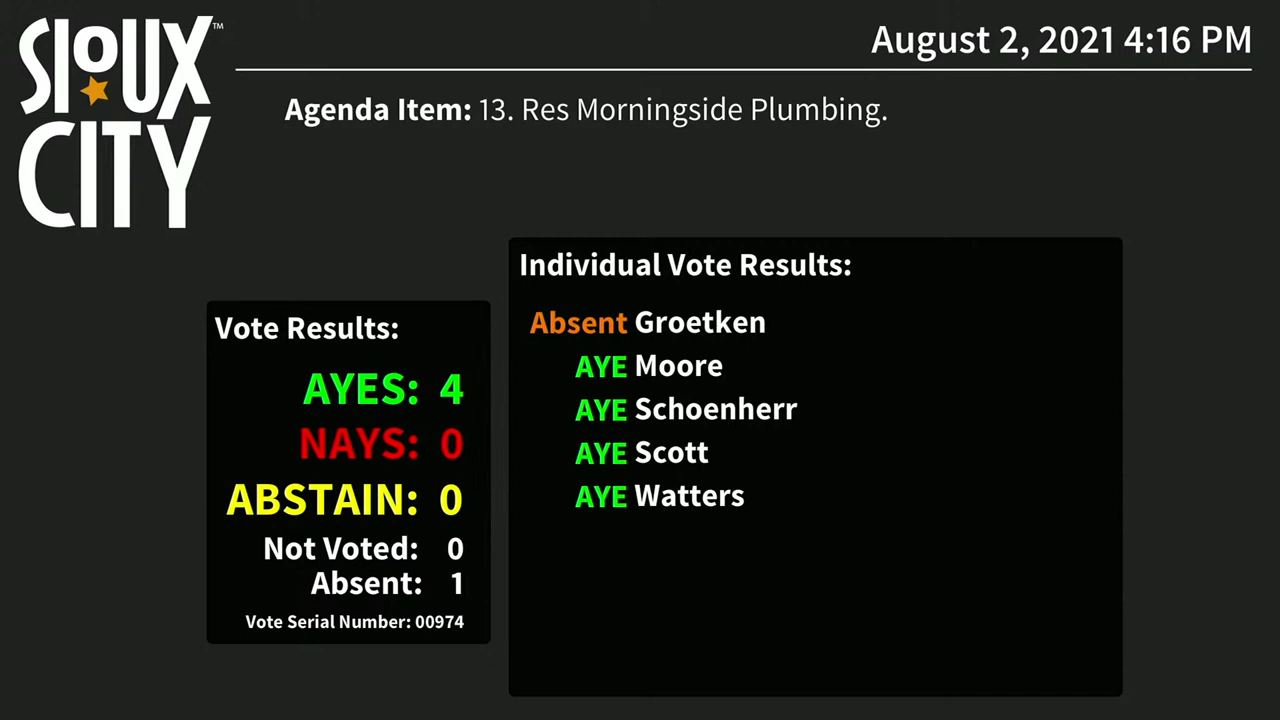 SIOUX
CITY™
August 2, 2021 4:16 PM
Agenda Item: 13. Res Morningside Plumbing.
Vote Results:
AYES: 4
NAYS: 0
ABSTAIN: 0
Not Voted: 0
Absent: 1
Vote Serial Number: 00974
Individual Vote Results:
Absent Groetken
AYE Moore
AYE Schoenherr
AYE Scott
AYE Watters